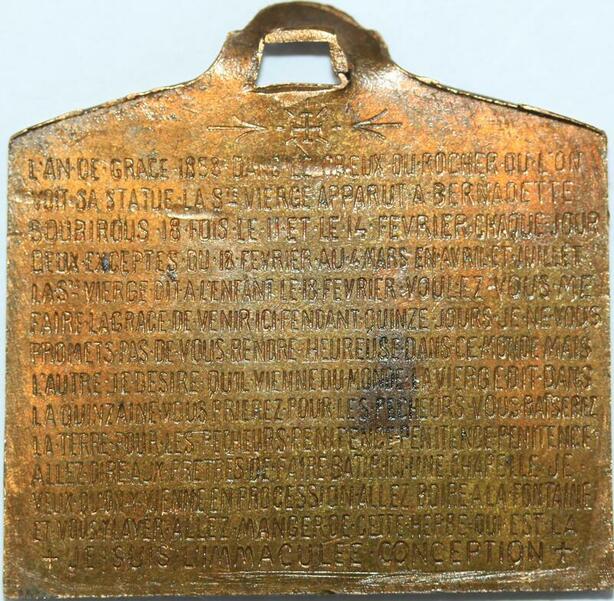 L'AN·DE·GRACE·1858·DANS·LE·CREUX·DU·ROCHER·OU·L'ON
VOIT·SA·STATUE·LA·STE VIERGE·APPARUT·A·BERNADETTE
SOUBIROUS·18·FOIS·LE·11·ET·LE·14·FEVRIER·CHAQUE·JOUR
DEUX·EXCEPTES·DU·18·FEVRIER·AU·4·MARS·EN·AVRIL·ET·JUILLET
LA·STE VIERGE·DIT·A·L'ENFANT·LE·18·FEVRIER·VOULEZ·VOUS·ME
FAIRE·LA·GRACE·DE·VENIR·ICI·PENDANT·QUINZE·JOURS·JE·NE·VOUS
PROMETS·PAS·DE·VOUS·RENDRE·HEUREUSE·DANS·CE·MONDE·MAIS
L'AUTRE·JE·DESIRE·QU'IL·VIENNE·DU·MONDE·LA·VIERGE·DIT·DANS
LA·QUINZAINE·VOUS·PRIEREZ·POUR·LES·PECHEURS·VOUS·BAISEREZ
LA·TERRE·POUR·LES·PECHEURS·PENITENCE·PENITENCE·PENITENCE
ALLEZ·DIRE·AUX·PRETRES·DE·FAIRE·BATIR·ICI·UNE·CHAPELLE·JE
VEUX·QU'ON·Y·VIENNE·EN·PROCESSION·ALLEZ·BOIRE·A·LA·FONTAINE
ET·VOUS·Y·LAVER·ALLEZ·MANGER·DE·CETTE·HERBE·QUI·EST·LA
+·JE·SUIS·L'IMMACULEE·CONCEPTION·+